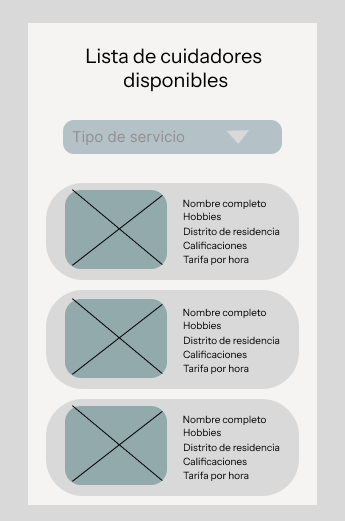 Lista de cuidadores
disponibles
Tipo de servicio
Nombre completo
Hobbies
Distrito de residencia
Calificaciones
Tarifa por hora
Nombre completo
Hobbies
Distrito de residencia
Calificaciones
Tarifa por hora
Nombre completo
Hobbies
Distrito de residencia
Calificaciones
Tarifa por hora